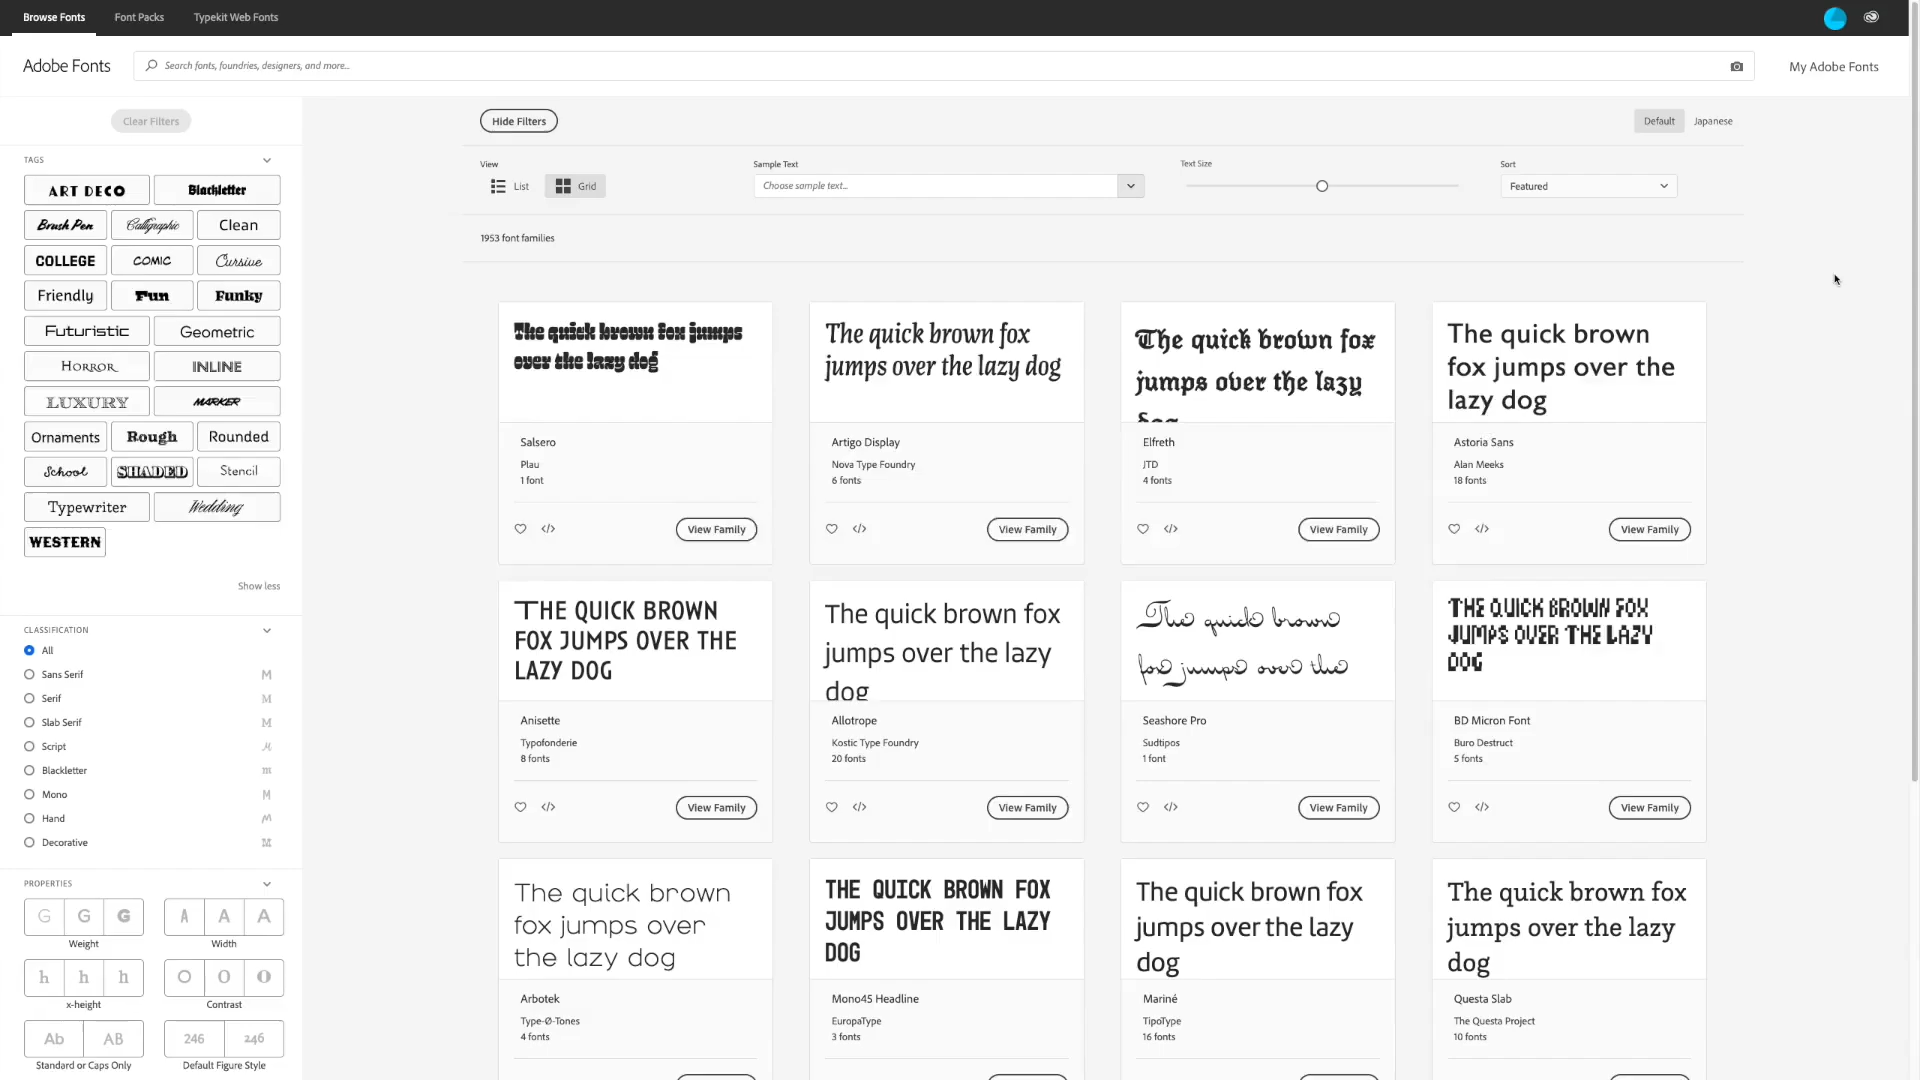 Browse Fonts
Font Packs
Typekit Web Fonts
Adobe Fonts
Search fonts, foundries, designers, and more...
My Adobe Fonts
Clear Filters
Hide Filters
Default
Japanese
TAGS
ART DECO
Blackletter
Brush Pen
Calligraphic
Clean
COLLEGE
COMIC
Cursive
Friendly
Fun
Funky
Futuristic
Geometric
HORROR
INLINE
LUXURY
MARKER
Ornaments
Rough
Rounded
School
SHADED
Stencil
Typewriter
Wedding
WESTERN
Show less
CLASSIFICATION
All
Sans Serif M
Serif M
Slab Serif M
Script M
Blackletter m
Mono M
Hand M
Decorative M
PROPERTIES
G G G
A A A
Weight
Width
h h h
O O O
x-height
Contrast
Ab AB
246 246
Standard or Caps Only
Default Figure Style
View
List
Grid
Sample Text
Choose sample text...
Text Size
Sort
Featured
1953 font families
The quick brown fox jumps
over the lazy dog
Salsero
Plau
1 font
</>
View Family
The quick brown fox
jumps over the lazy dog
Artigo Display
Nova Type Foundry
6 fonts
</>
View Family
The quick brown fox
jumps over the lazy
dog
Elfreth
JTD
4 fonts
</>
View Family
The quick brown
fox jumps over the
lazy dog
Astoria Sans
Alan Meeks
18 fonts
</>
View Family
THE QUICK BROWN
FOX JUMPS OVER THE
LAZY DOG
Anisette
Typofonderie
8 fonts
</>
View Family
The quick brown fox
jumps over the lazy
dog
Allotrope
Kostic Type Foundry
20 fonts
</>
View Family
The quick brown
fox jumps over the
Seashore Pro
Sudtipos
1 font
</>
View Family
THE QUICK BROWN FOX
JUMPS OVER THE LAZY
DOG
BD Micron Font
Buro Destruct
5 fonts
</>
View Family
The quick brown
fox jumps over
the lazy dog
Arbotek
Type-Ø-Tones
4 fonts
THE QUICK BROWN FOX
JUMPS OVER THE LAZY
DOG
Mono45 Headline
EuropaType
3 fonts
The quick brown fox
jumps over the lazy
dog
Mariné
TipoType
16 fonts
The quick brown fox
jumps over the lazy
dog
Questa Slab
The Questa Project
10 fonts